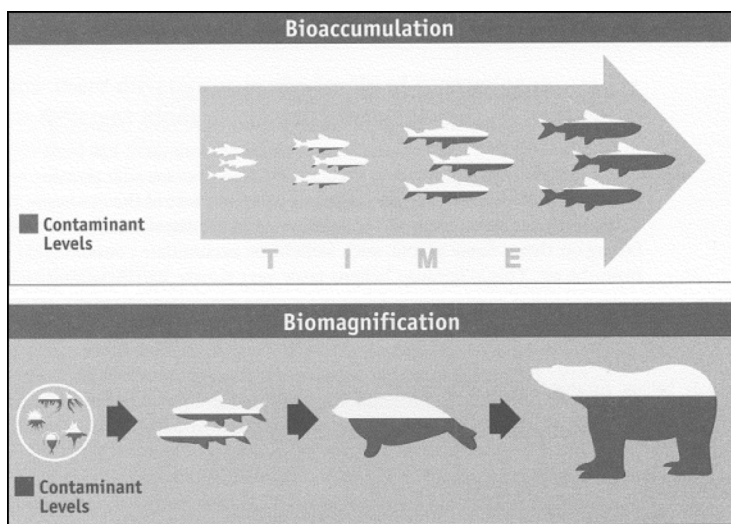 Bioaccumulation
Contaminant
Levels
T I M E
Biomagnification
Contaminant
Levels